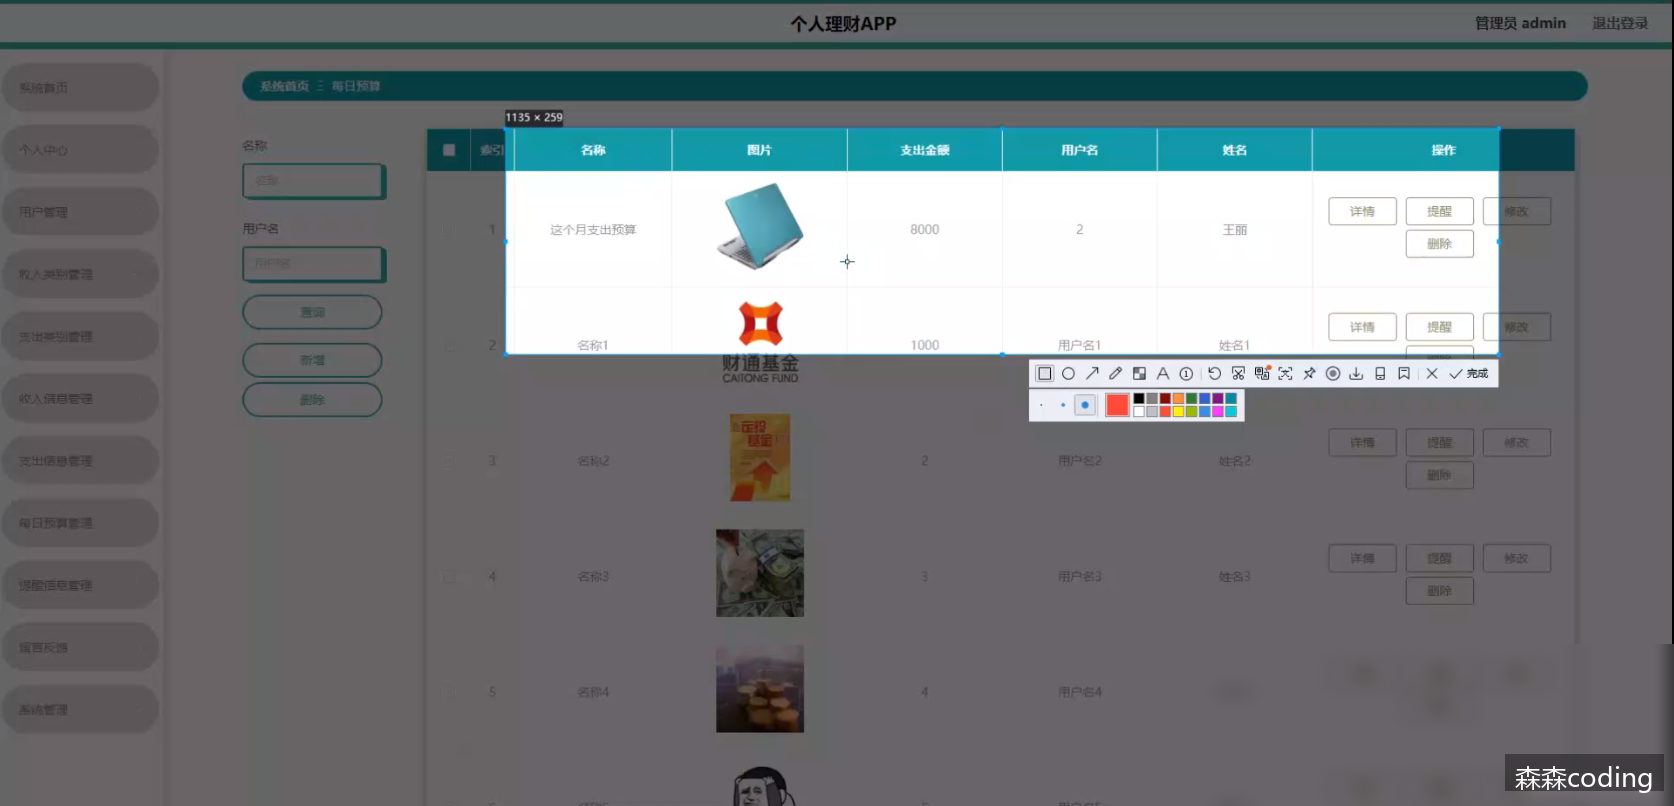 个人理财APP
管理员 admin
退出登录
系统首页
个人中心
用户管理
收入类别管理
支出类别管理
收入信息管理
支出信息管理
每日预算管理
提醒信息管理
留言反馈
系统管理
系统首页 Ξ 每日预算
名称
名称
用户名
用户名
查询
新增
删除
1135 × 259
索引 名称 图片 支出金额 用户名 姓名 操作
1 这个月支出预算 8000 2 王丽 详情 提醒 修改
删除
2 名称1 1000 用户名1 姓名1 详情 提醒 修改
财通基金
CAITONG FUND
完成
3 名称2 2 用户名2 姓名2 详情 提醒 修改
定投
基金
删除
4 名称3 3 用户名3 姓名3 详情 提醒 修改
删除
5 名称4 4 用户名4
森森coding